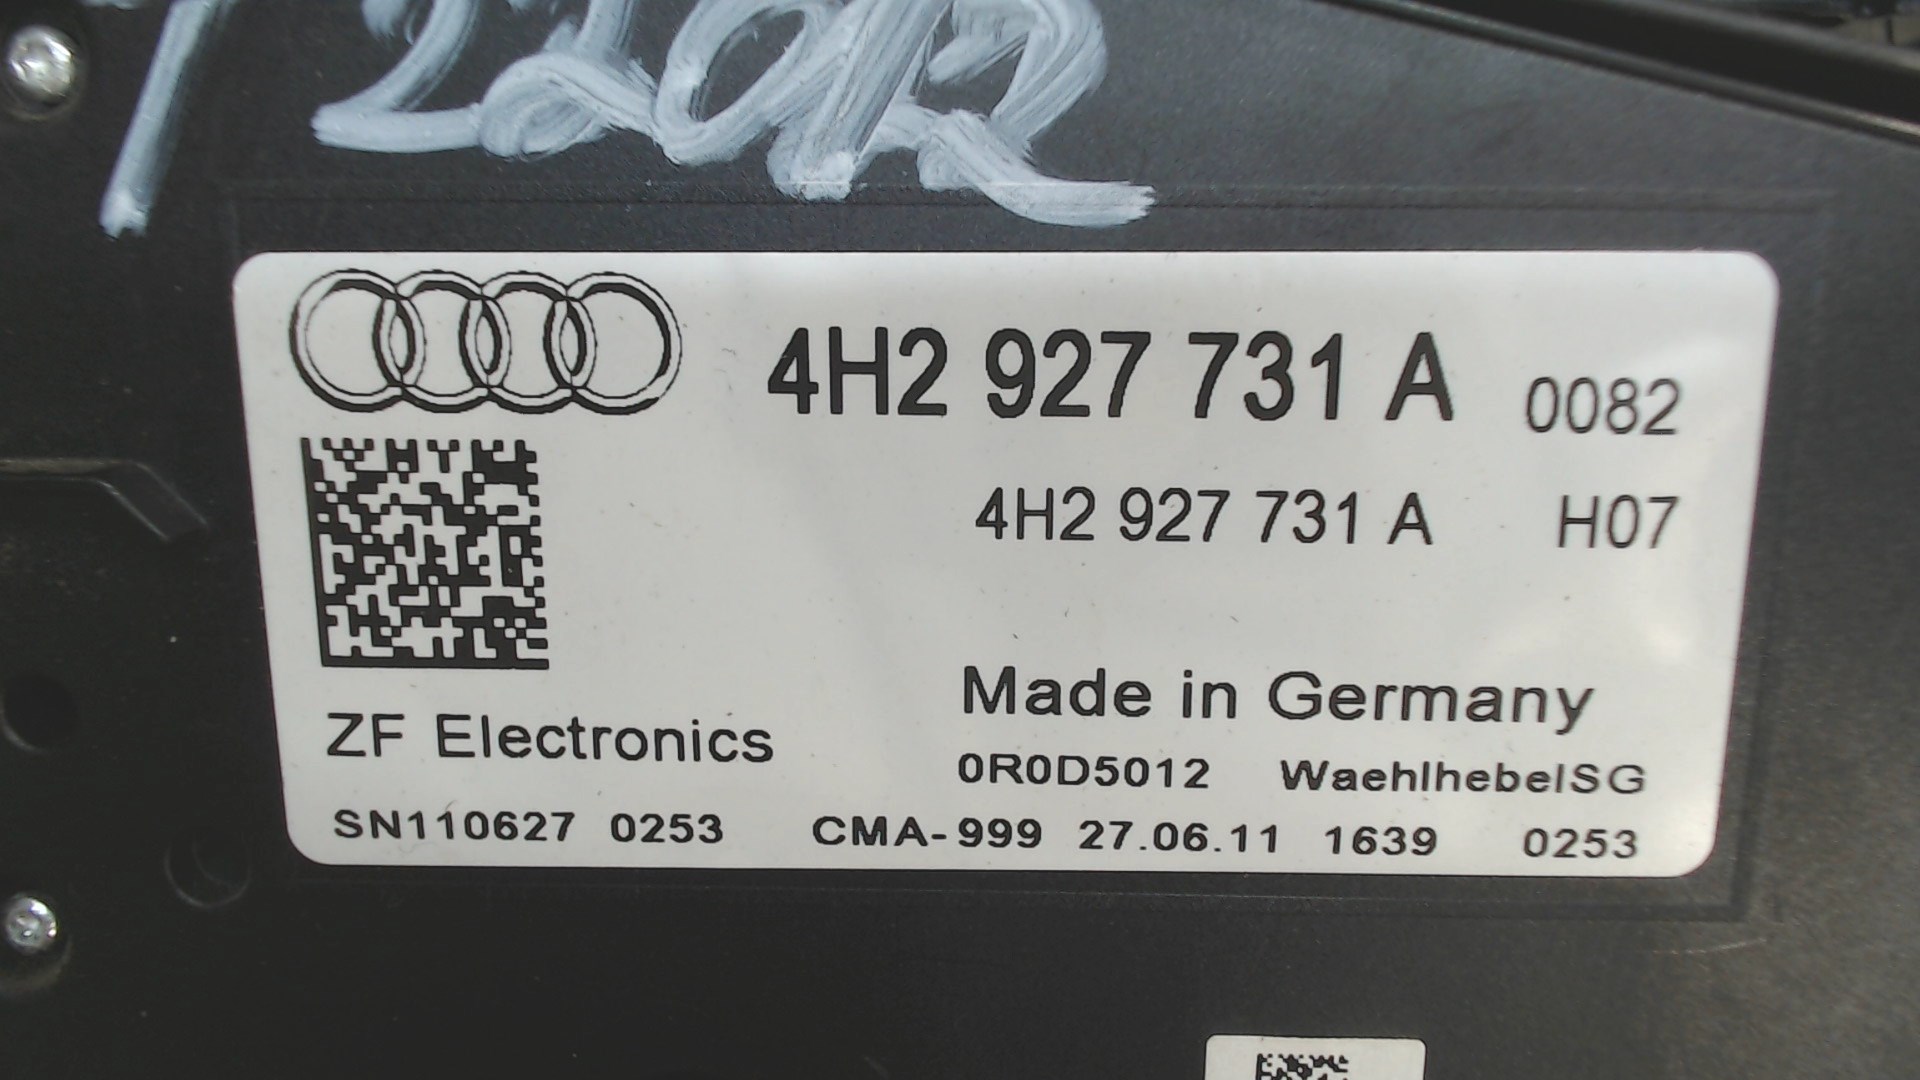 4H2 927 731 A 0082
4H2 927 731 A H07
Made in Germany
ZF Electronics
0R0D5012 WaehlhebelSG
SN110627 0253 CMA-999 27.06.11 1639 0253